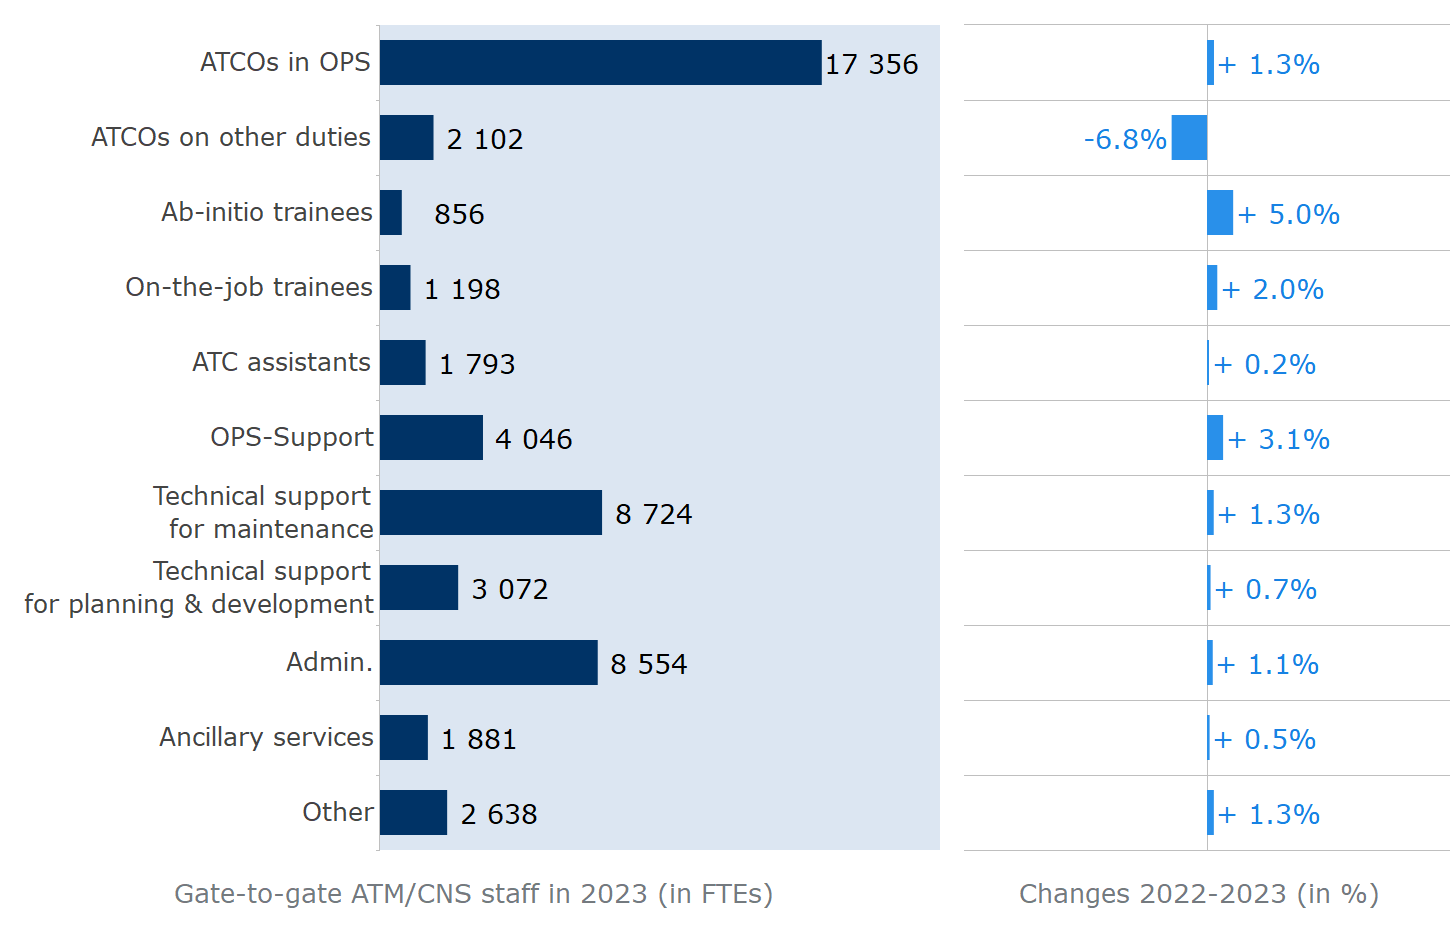 ATCOs in OPS 17 356 + 1.3%
ATCOs on other duties 2 102 -6.8%
Ab-initio trainees 856 + 5.0%
On-the-job trainees 1 198 + 2.0%
ATC assistants 1 793 + 0.2%
OPS-Support 4 046 + 3.1%
Technical support
for maintenance 8 724 + 1.3%
Technical support
for planning & development 3 072 + 0.7%
Admin. 8 554 + 1.1%
Ancillary services 1 881 + 0.5%
Other 2 638 + 1.3%
Gate-to-gate ATM/CNS staff in 2023 (in FTEs) Changes 2022-2023 (in %)